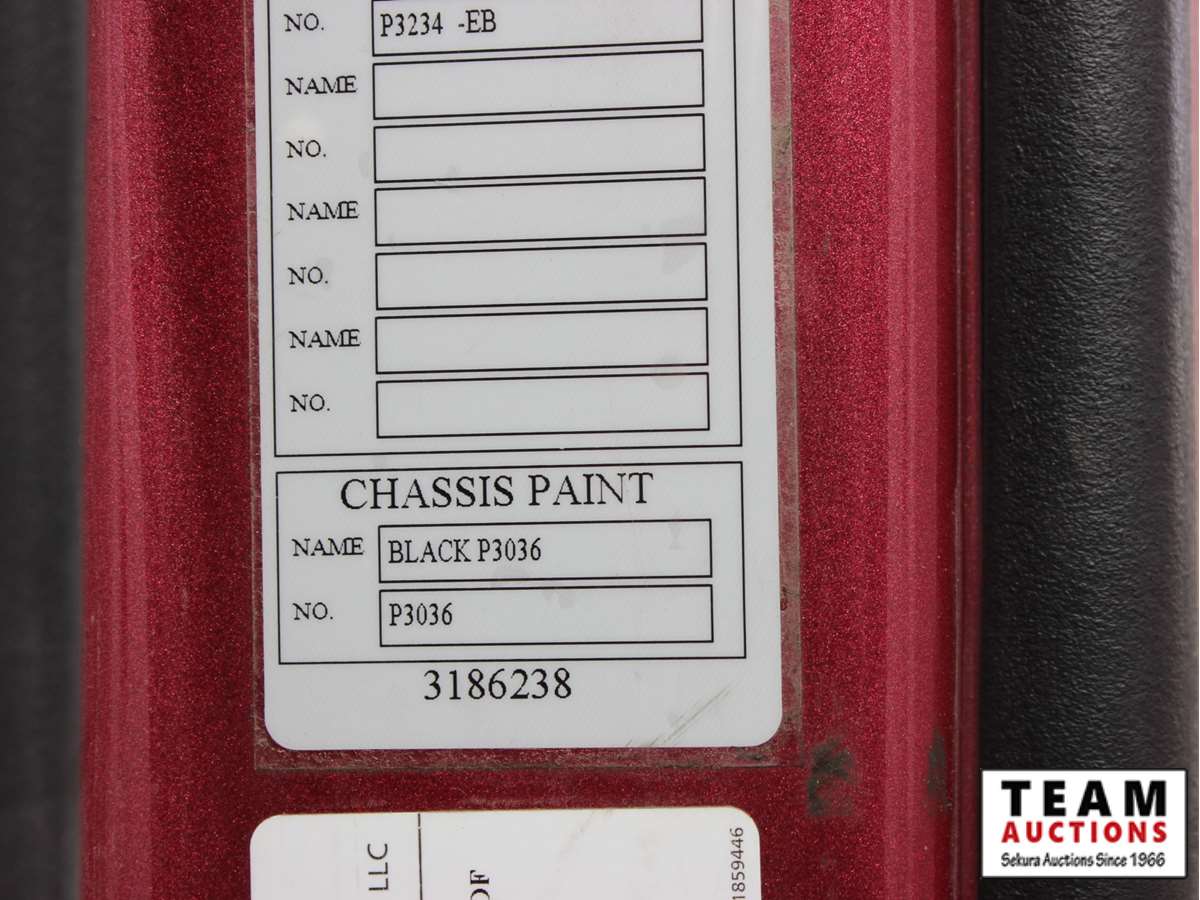 NO. P3234 -EB
NAME
NO.
NAME
NO.
NAME
NO.
CHASSIS PAINT
NAME BLACK P3036
NO. P3036
3186238
LLC
OF
1859446
TEAM
AUCTIONS
Sekura Auctions Since 1966